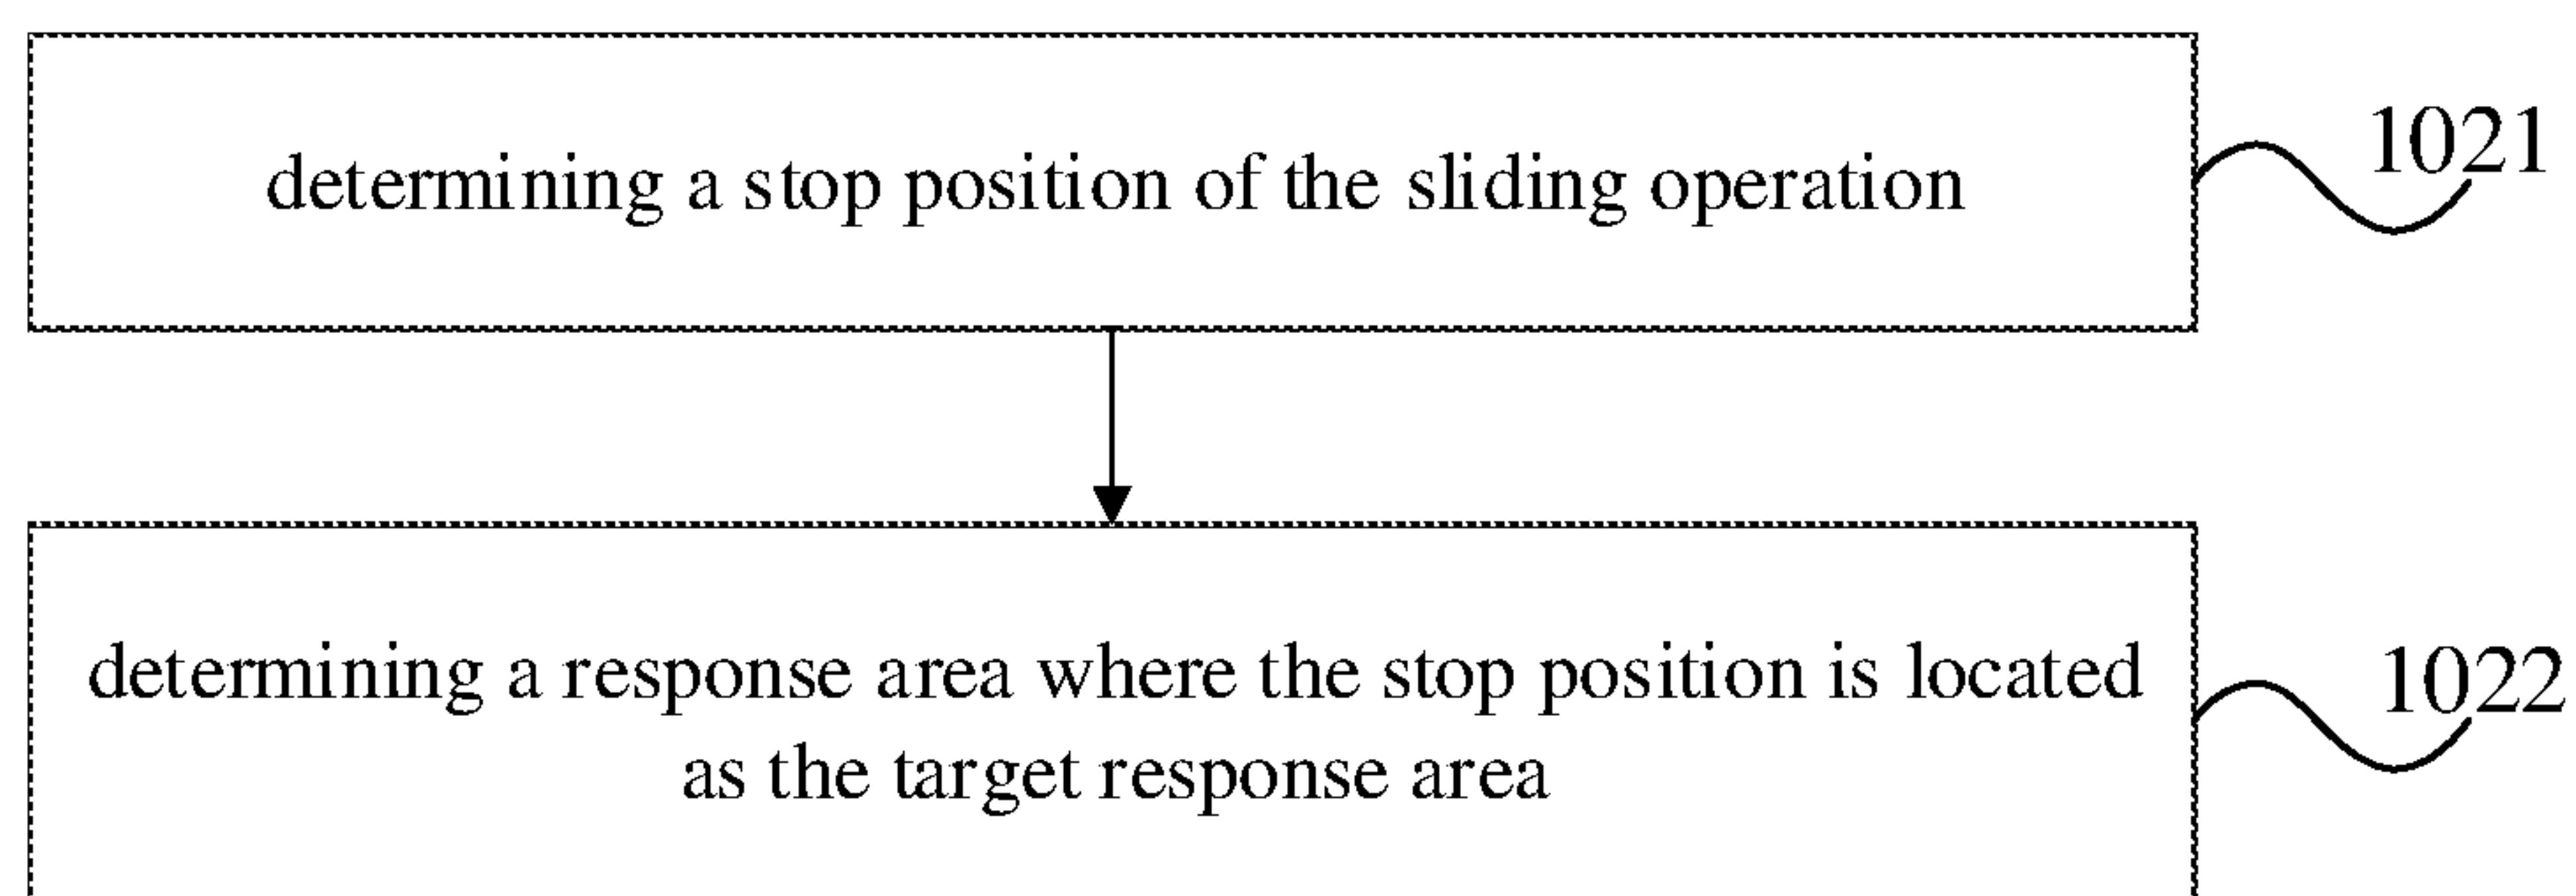 1021
determining a stop position of the sliding operation
determining a response area where the stop position is located
1022
as the target response area